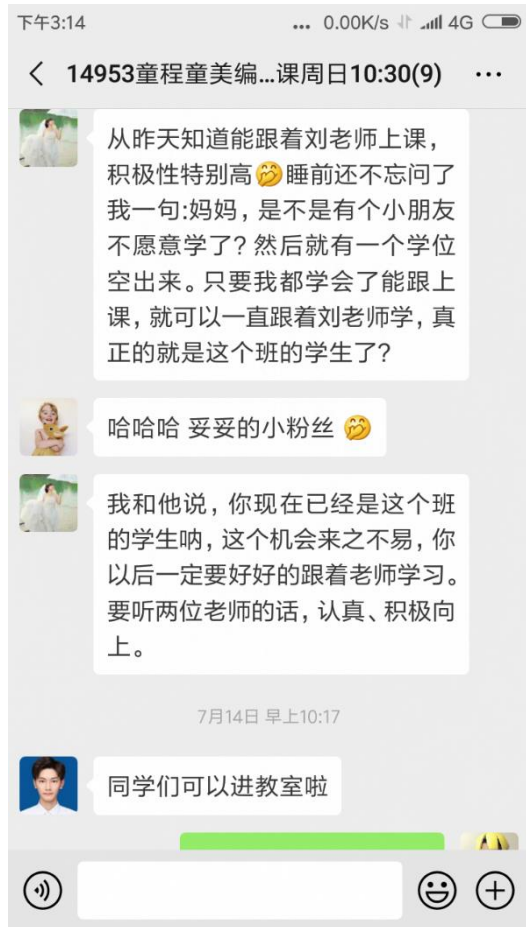 下午3:14
... 0.00K/s 4G
14953童程童美编...课周日10:30(9)
从昨天知道能跟着刘老师上课，
积极性特别高🤭睡前还不忘问了
我一句:妈妈，是不是有个小朋友
不愿意学了？然后就有一个学位
空出来。只要我都学会了能跟上
课，就可以一直跟着刘老师学，真
正的就是这个班的学生了？
哈哈哈 妥妥的小粉丝 🤭
我和他说，你现在已经是这个班
的学生呐，这个机会来之不易，你
以后一定要好好的跟着老师学习。
要听两位老师的话，认真、积极向
上。
7月14日 早上10:17
同学们可以进教室啦